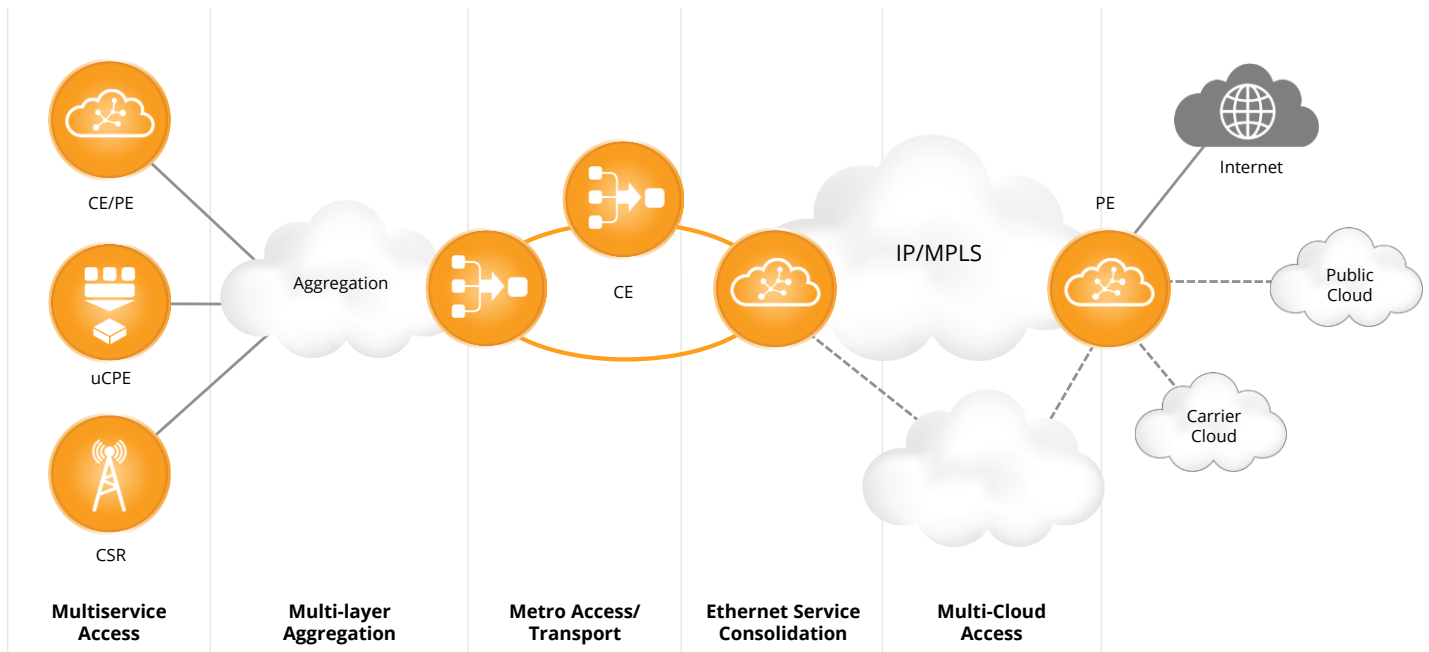 CE/PE
uCPE
CSR
Aggregation
CE
IP/MPLS
PE
Internet
Public
Cloud
Carrier
Cloud
Multiservice
Access
Multi-layer
Aggregation
Metro Access/
Transport
Ethernet Service
Consolidation
Multi-Cloud
Access